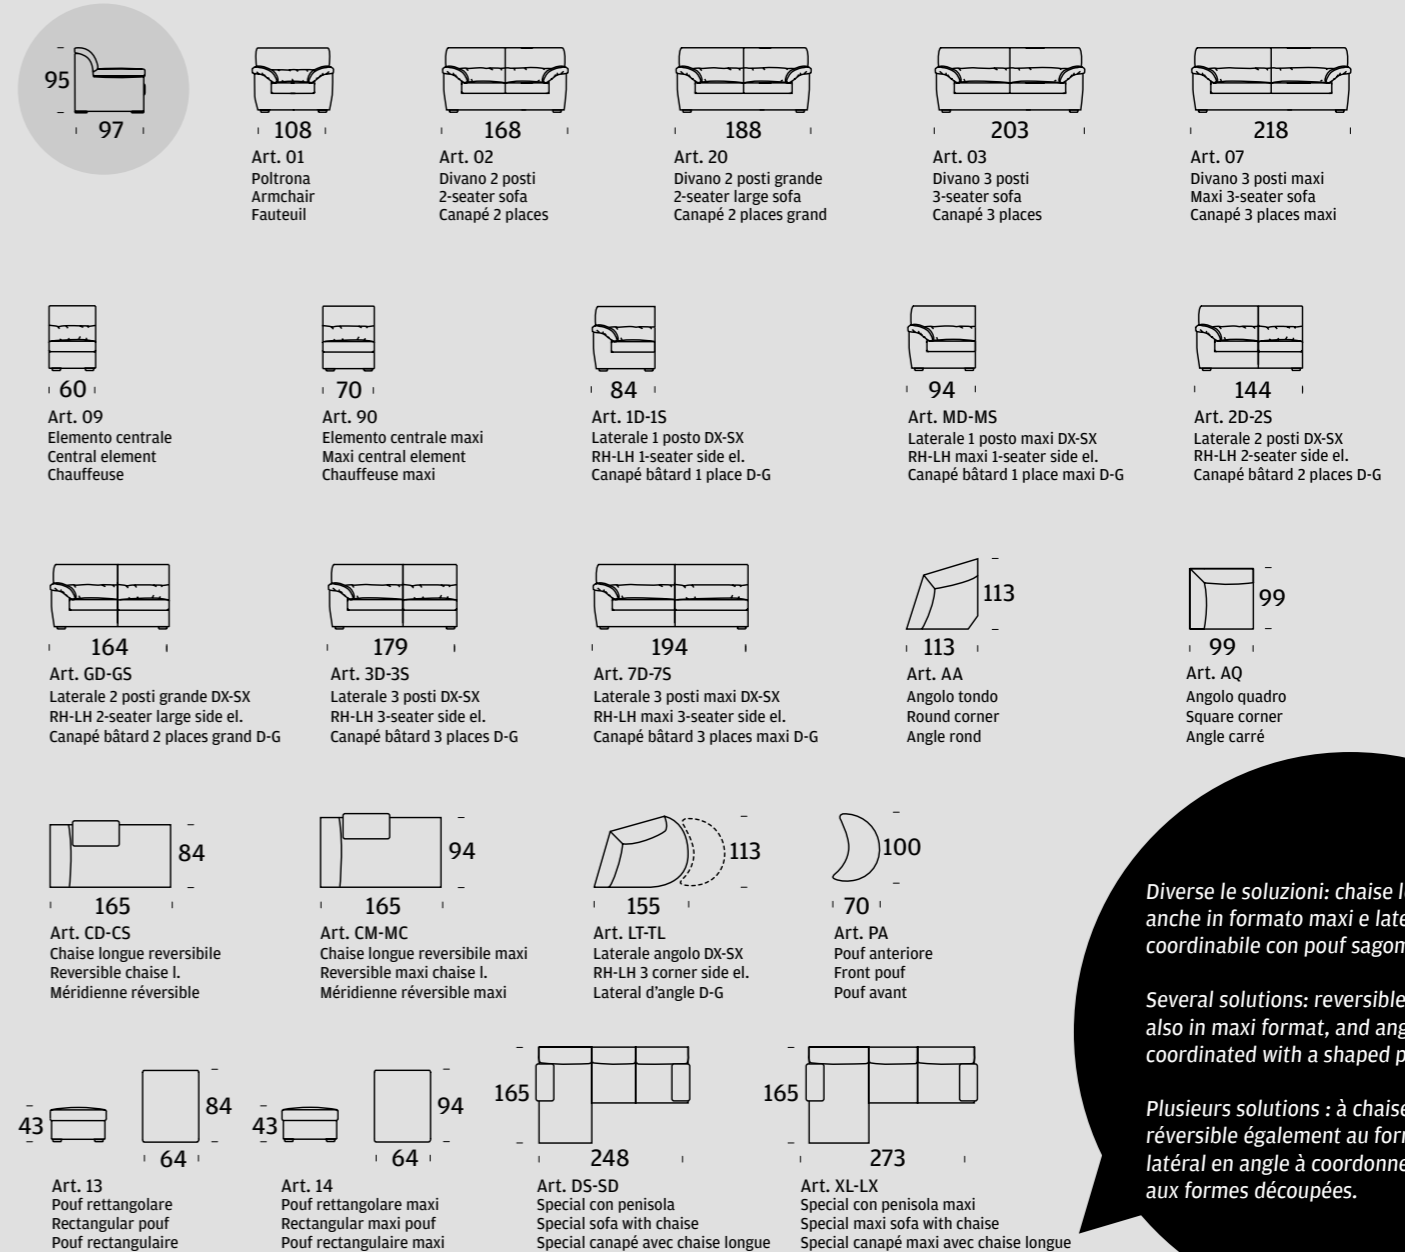 95
97
108
Art. 01
Poltrona
Armchair
Fauteuil
168
Art. 02
Divano 2 posti
2-seater sofa
Canapé 2 places
188
Art. 20
Divano 2 posti grande
2-seater large sofa
Canapé 2 places grand
203
Art. 03
Divano 3 posti
3-seater sofa
Canapé 3 places
218
Art. 07
Divano 3 posti maxi
Maxi 3-seater sofa
Canapé 3 places maxi
60
Art. 09
Elemento centrale
Central element
Chauffeuse
70
Art. 90
Elemento centrale maxi
Maxi central element
Chauffeuse maxi
84
Art. 1D-1S
Laterale 1 posto DX-SX
RH-LH 1-seater side el.
Canapé bâtard 1 place D-G
94
Art. MD-MS
Laterale 1 posto maxi DX-SX
RH-LH maxi 1-seater side el.
Canapé bâtard 1 place maxi D-G
144
Art. 2D-2S
Laterale 2 posti DX-SX
RH-LH 2-seater side el.
Canapé bâtard 2 places D-G
164
Art. GD-GS
Laterale 2 posti grande DX-SX
RH-LH 2-seater large side el.
Canapé bâtard 2 places grand D-G
179
Art. 3D-3S
Laterale 3 posti DX-SX
RH-LH 3-seater side el.
Canapé bâtard 3 places D-G
194
Art. 7D-7S
Laterale 3 posti maxi DX-SX
RH-LH maxi 3-seater side el.
Canapé bâtard 3 places maxi D-G
113
113
Art. AA
Angolo tondo
Round corner
Angle rond
99
99
Art. AQ
Angolo quadro
Square corner
Angle carré
84
165
Art. CD-CS
Chaise longue reversibile
Reversible chaise l.
Méridienne réversible
94
165
Art. CM-MC
Chaise longue reversibile maxi
Reversible maxi chaise l.
Méridienne réversible maxi
113
155
Art. LT-TL
Laterale angolo DX-SX
RH-LH 3 corner side el.
Lateral d'angle D-G
100
70
Art. PA
Pouf anteriore
Front pouf
Pouf avant
43
84
64
Art. 13
Pouf rettangolare
Rectangular pouf
Pouf rectangulaire
43
94
64
Art. 14
Pouf rettangolare maxi
Rectangular maxi pouf
Pouf rectangulaire maxi
165
248
Art. DS-SD
Special con penisola
Special sofa with chaise
Special canapé avec chaise longue
165
273
Art. XL-LX
Special con penisola maxi
Special maxi sofa with chaise
Special canapé maxi avec chaise longue
Diverse le soluzioni: chaise
anche in formato maxi e
coordinabile con pouf
Several solutions: reversible
also in maxi format, and
coordinated with a shaped
Plusieurs solutions : à chaise
réversible également au
latéral en angle à
aux formes découpées.